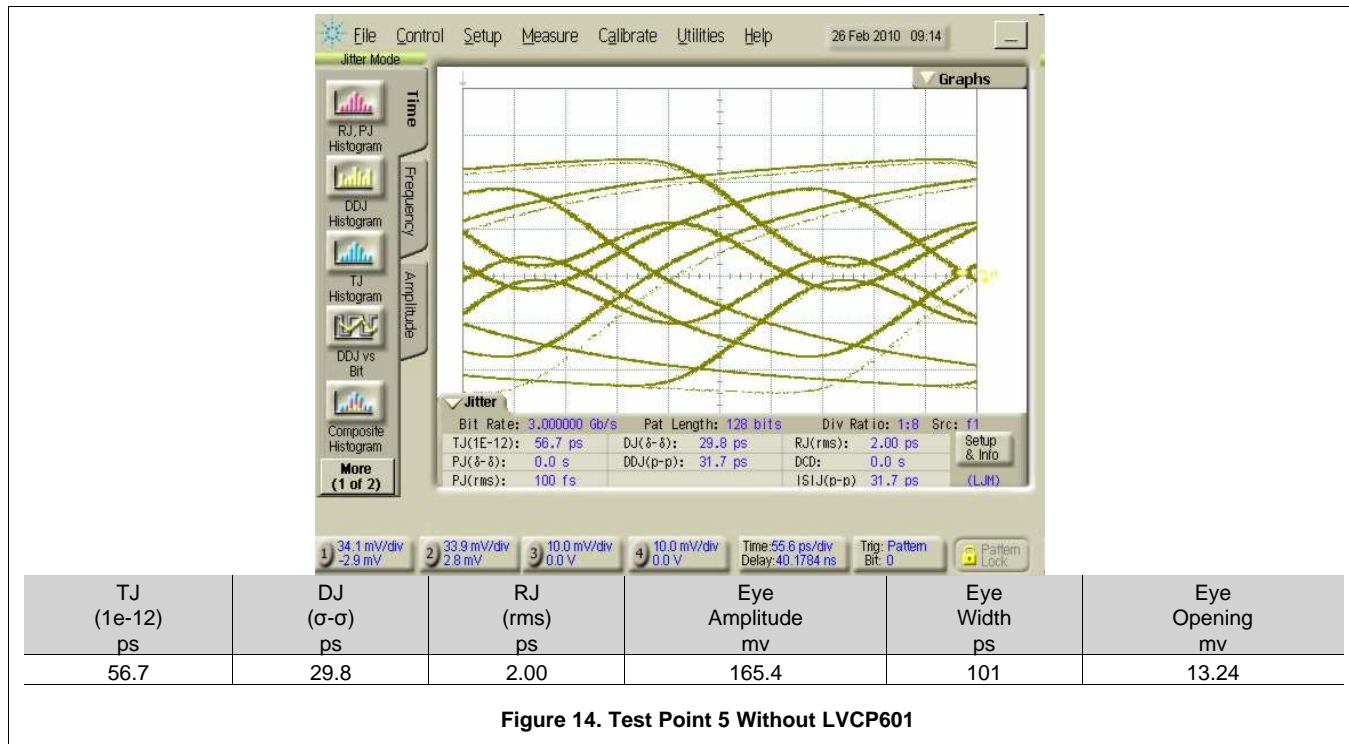 File Control Setup Measure Calibrate Utilities Help 26 Feb 2010 09:14
Jitter Mode
Graphs
Time
Frequency
Amplitude
RJ, PJ
Histogram
DDJ
Histogram
TJ
Histogram
DDJ vs
Bit
Composite
Histogram
More
(1 of 2)
Jitter
Bit Rate: 3.000000 Gb/s Pat Length: 128 bits Div Ratio: 1:8 Src: f1
TJ(1E-12): 56.7 ps DJ(δ-δ): 29.8 ps RJ(rms): 2.00 ps
PJ(δ-δ): 0.0 s DDJ(p-p): 31.7 ps DCD: 0.0 s
PJ(rms): 100 fs ISIJ(p-p) 31.7 ps
Setup
& Info
(LJM)
1) 34.1 mV/div 2) 33.9 mV/div 3) 10.0 mV/div 4) 10.0 mV/div Time:55.6 ps/div Trig: Pattern Pattern
-2.9 mV 2.8 mV 0.0 V 0.0 V Delay:40.1784 ns Bit: 0 Lock
TJ DJ RJ Eye Eye Eye
(1e-12) (σ-σ) (rms) Amplitude Width Opening
ps ps ps mv ps mv
56.7 29.8 2.00 165.4 101 13.24
Figure 14. Test Point 5 Without LVCP601